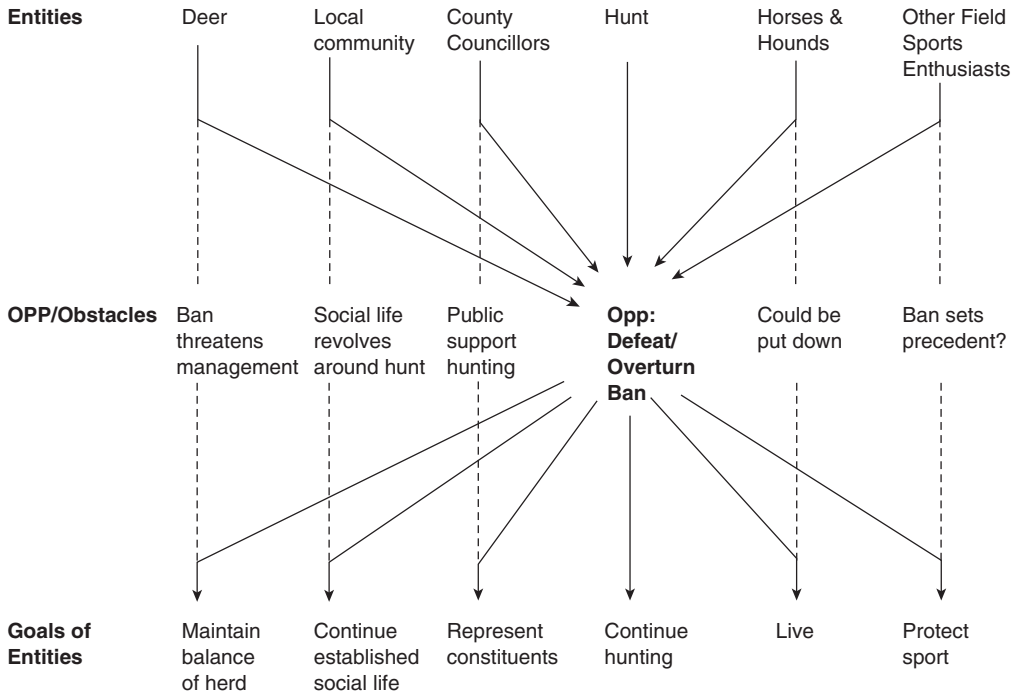 Entities
Deer
Local
community
County
Councillors
Hunt
Horses &
Hounds
Other Field
Sports
Enthusiasts
OPP/Obstacles
Ban
threatens
management
Social life
revolves
around hunt
Public
support
hunting
Opp:
Defeat/
Overturn
Ban
Could be
put down
Ban sets
precedent?
Goals of
Entities
Maintain
balance
of herd
Continue
established
social life
Represent
constituents
Continue
hunting
Live
Protect
sport